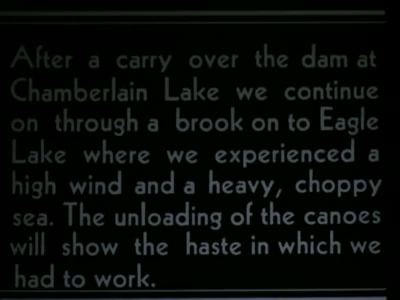 After a carry over the dam at
Chamberlain Lake we continue
on through a brook on to Eagle
Lake where we experienced a
high wind and a heavy, choppy
sea. The unloading of the canoes
will show the haste in which we
had to work.